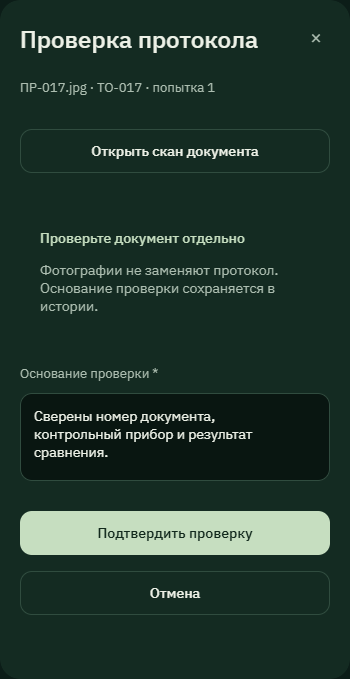 Проверка протокола
×
ПР-017.jpg · ТО-017 · попытка 1
Открыть скан документа
Проверьте документ отдельно
Фотографии не заменяют протокол.
Основание проверки сохраняется в
истории.
Основание проверки *
Сверены номер документа,
контрольный прибор и результат
сравнения.
Подтвердить проверку
Отмена